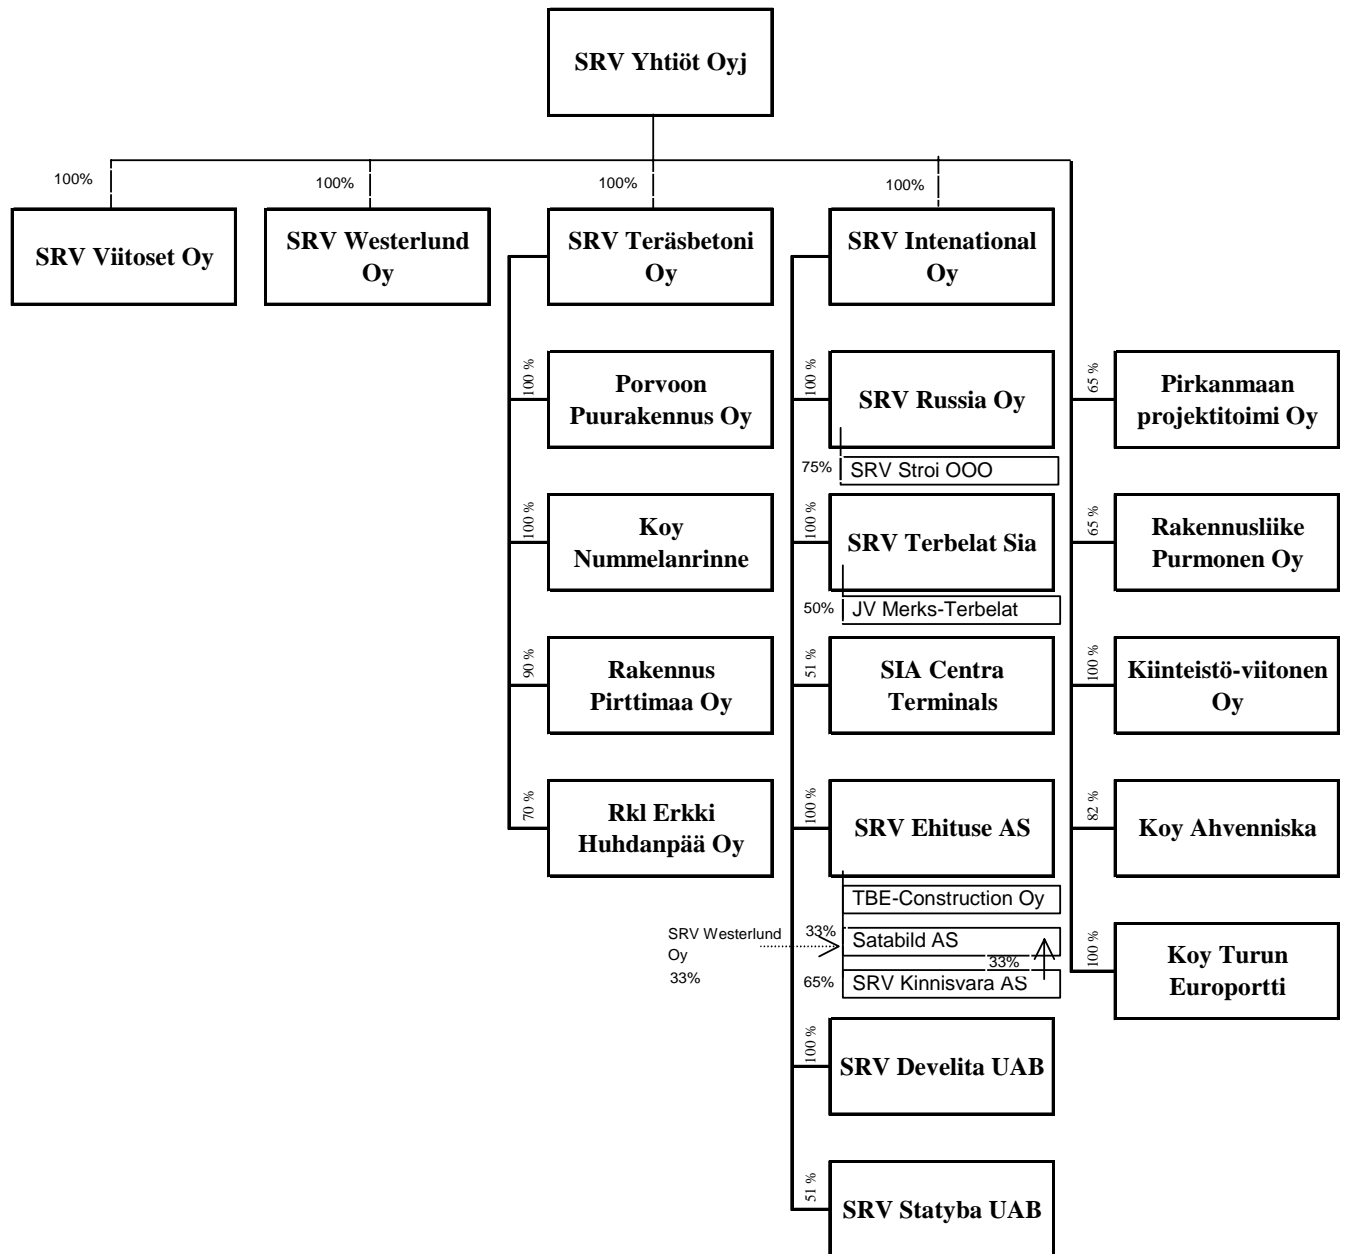 SRV Yhtiöt Oyj
100%
100%
100%
100%
SRV Viitoset Oy
SRV Westerlund
Oy
SRV Teräsbetoni
Oy
SRV Intenational
Oy
100 %
Porvoon
Puurakennus Oy
100 %
Koy
Nummelanrinne
90 %
Rakennus
Pirttimaa Oy
70 %
Rkl Erkki
Huhdanpää Oy
100 %
SRV Russia Oy
75%
SRV Stroi OOO
100 %
SRV Terbelat Sia
50%
JV Merks-Terbelat
51 %
SIA Centra
Terminals
100 %
SRV Ehituse AS
TBE-Construction Oy
SRV Westerlund
Oy
33%
33%
Satabild AS
33%
65%
SRV Kinnisvara AS
100 %
SRV Develita UAB
51 %
SRV Statyba UAB
65 %
Pirkanmaan
projektitoimi Oy
65 %
Rakennusliike
Purmonen Oy
100 %
Kiinteistö-viitonen
Oy
82 %
Koy Ahvenniska
100 %
Koy Turun
Europortti